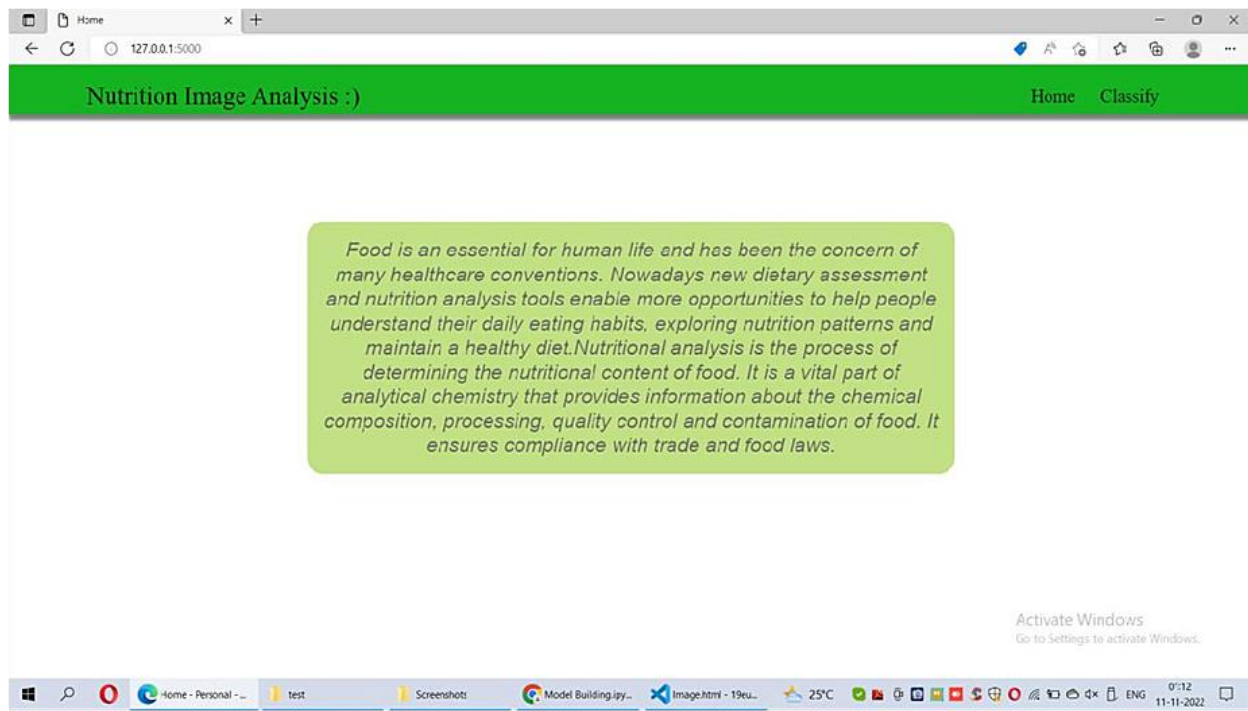 Home
127.0.0.1:5000
Nutrition Image Analysis :)
Home Classify
Food is an essential for human life and has been the concern of
many healthcare conventions. Nowadays new dietary assessment
and nutrition analysis tools enable more opportunities to help people
understand their daily eating habits, exploring nutrition patterns and
maintain a healthy diet.Nutritional analysis is the process of
determining the nutritional content of food. It is a vital part of
analytical chemistry that provides information about the chemical
composition, processing, quality control and contamination of food. It
ensures compliance with trade and food laws.
Activate Windows
Go to Settings to activate Windows.
Home - Personal - ...
test
Screenshots
Model Building.ipy...
Image.html - 19eu...
25°C
ENG
11-11-2022